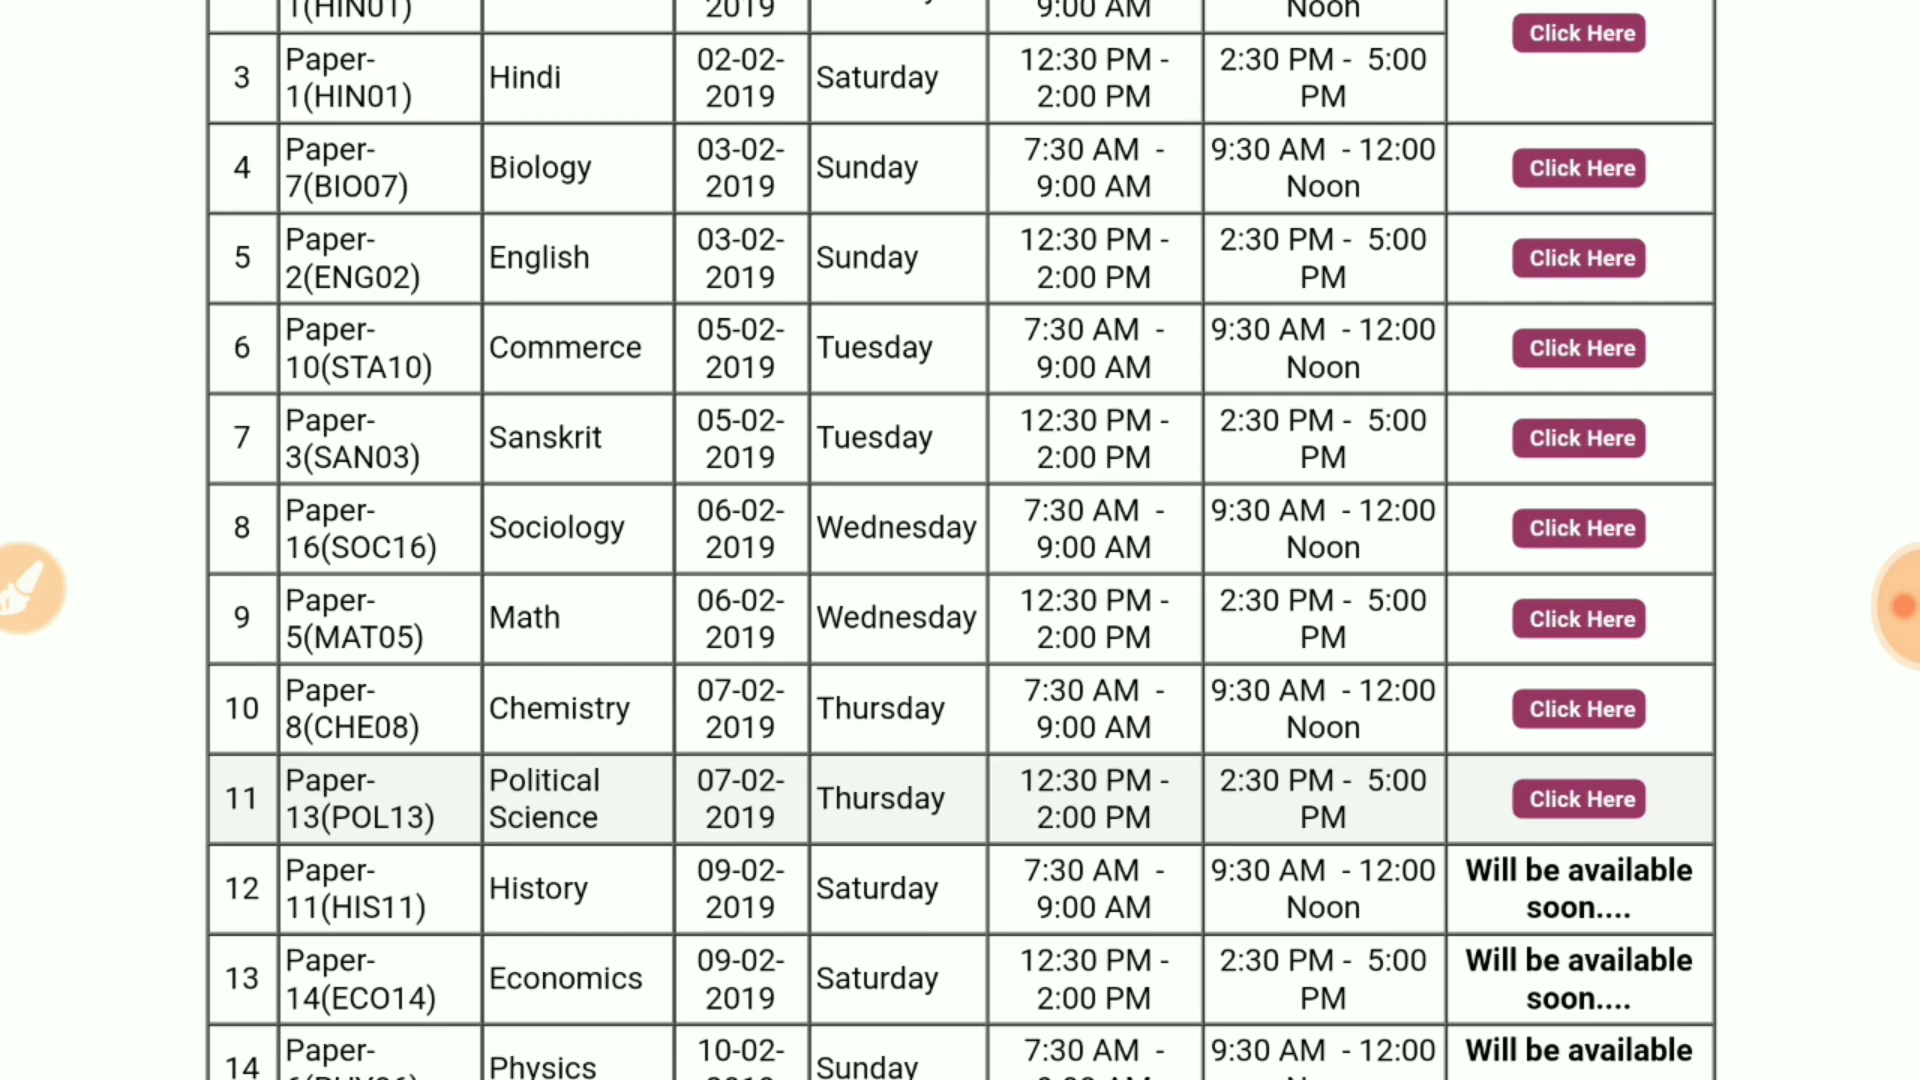 1(HIN01) 2019 9:00 AM Noon Click Here
3 Paper-1(HIN01) Hindi 02-02-2019 Saturday 12:30 PM - 2:00 PM 2:30 PM - 5:00 PM
4 Paper-7(BIO07) Biology 03-02-2019 Sunday 7:30 AM - 9:00 AM 9:30 AM - 12:00 Noon Click Here
5 Paper-2(ENG02) English 03-02-2019 Sunday 12:30 PM - 2:00 PM 2:30 PM - 5:00 PM Click Here
6 Paper-10(STA10) Commerce 05-02-2019 Tuesday 7:30 AM - 9:00 AM 9:30 AM - 12:00 Noon Click Here
7 Paper-3(SAN03) Sanskrit 05-02-2019 Tuesday 12:30 PM - 2:00 PM 2:30 PM - 5:00 PM Click Here
8 Paper-16(SOC16) Sociology 06-02-2019 Wednesday 7:30 AM - 9:00 AM 9:30 AM - 12:00 Noon Click Here
9 Paper-5(MAT05) Math 06-02-2019 Wednesday 12:30 PM - 2:00 PM 2:30 PM - 5:00 PM Click Here
10 Paper-8(CHE08) Chemistry 07-02-2019 Thursday 7:30 AM - 9:00 AM 9:30 AM - 12:00 Noon Click Here
11 Paper-13(POL13) Political Science 07-02-2019 Thursday 12:30 PM - 2:00 PM 2:30 PM - 5:00 PM Click Here
12 Paper-11(HIS11) History 09-02-2019 Saturday 7:30 AM - 9:00 AM 9:30 AM - 12:00 Noon Will be available soon....
13 Paper-14(ECO14) Economics 09-02-2019 Saturday 12:30 PM - 2:00 PM 2:30 PM - 5:00 PM Will be available soon....
14 Paper- Physics 10-02- Sunday 7:30 AM - 9:30 AM - 12:00 Will be available